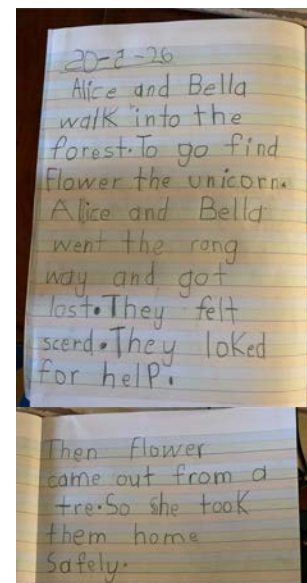 20-2-26
Alice and Bella
walk into the
forest. To go find
Flower the unicorn.
Alice and Bella
went the rong
way and got
lost. They felt
scerd. They loked
for help.
Then Flower
came out from a
tre. So she took
them home
Safely.